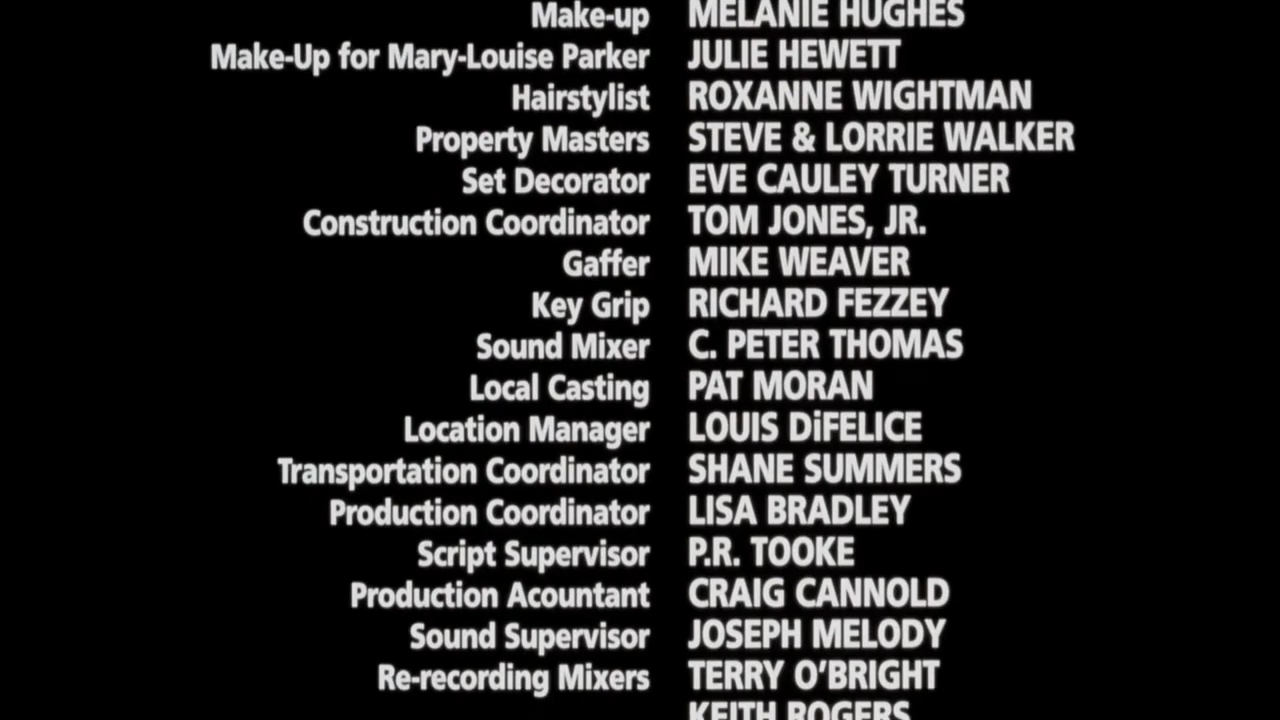 Make-up MELANIE HUGHES
Make-Up for Mary-Louise Parker JULIE HEWETT
Hairstylist ROXANNE WIGHTMAN
Property Masters STEVE & LORRIE WALKER
Set Decorator EVE CAULEY TURNER
Construction Coordinator TOM JONES, JR.
Gaffer MIKE WEAVER
Key Grip RICHARD FEZZEY
Sound Mixer C. PETER THOMAS
Local Casting PAT MORAN
Location Manager LOUIS DiFELICE
Transportation Coordinator SHANE SUMMERS
Production Coordinator LISA BRADLEY
Script Supervisor P.R. TOOKE
Production Acountant CRAIG CANNOLD
Sound Supervisor JOSEPH MELODY
Re-recording Mixers TERRY O'BRIGHT
KEITH ROGERS